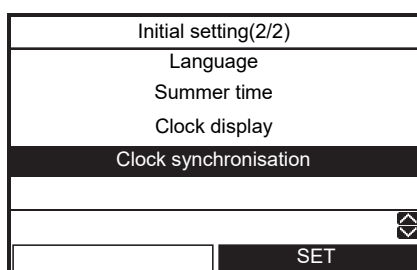 Initial setting(2/2)
Language
Summer time
Clock display
Clock synchronisation
SET